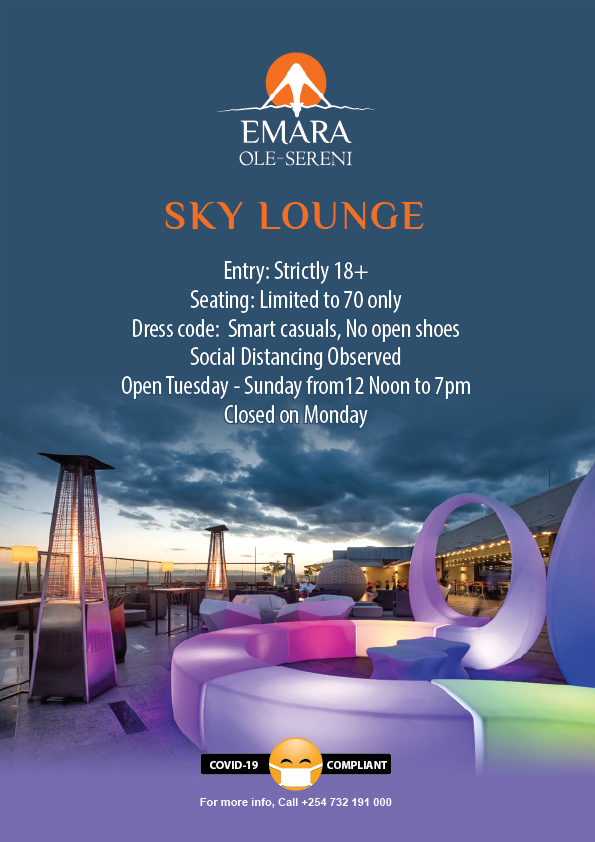 EMARA
OLE-SERENI
SKY LOUNGE
Entry: Strictly 18+
Seating: Limited to 70 only
Dress code:  Smart casuals, No open shoes
Social Distancing Observed
Open Tuesday - Sunday from12 Noon to 7pm
Closed on Monday
COVID-19 COMPLIANT
For more info, Call +254 732 191 000